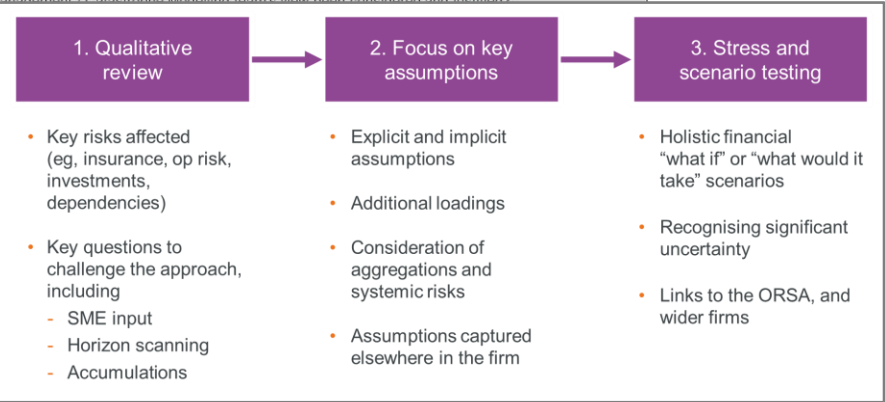 1. Qualitative
review
2. Focus on key
assumptions
3. Stress and
scenario testing
• Key risks affected
(eg, insurance, op risk,
investments,
dependencies)
• Key questions to
challenge the approach,
including
- SME input
- Horizon scanning
- Accumulations
• Explicit and implicit
assumptions
• Additional loadings
• Consideration of
aggregations and
systemic risks
• Assumptions captured
elsewhere in the firm
• Holistic financial
“what if” or “what would it
take” scenarios
• Recognising significant
uncertainty
• Links to the ORSA, and
wider firms